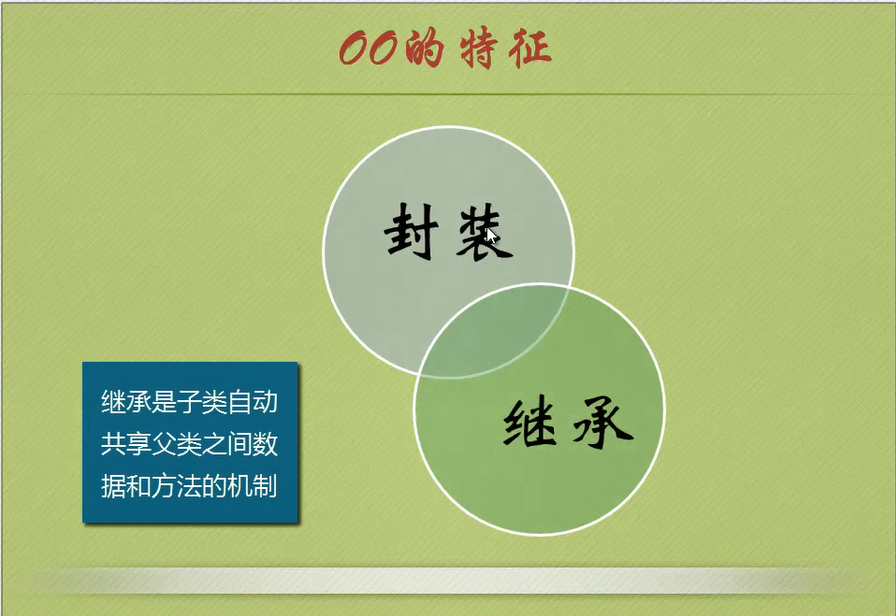 OO的特征
封装
继承
继承是子类自动
共享父类之间数
据和方法的机制